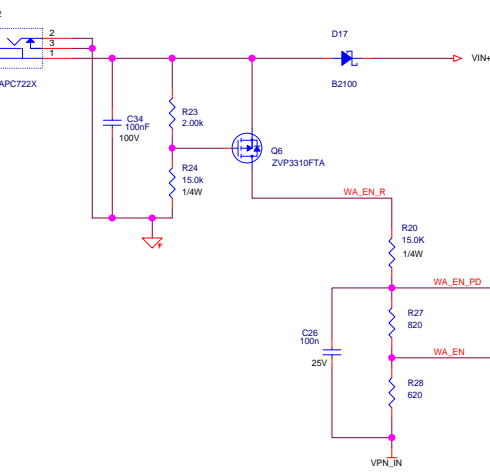 2
2
3
1
APC722X
D17
B2100
VIN+
C34
100nF
100V
R23
2.00k
R24
15.0k
1/4W
Q6
ZVP3310FTA
F
WA_EN_R
R20
15.0K
1/4W
WA_EN_PD
R27
820
C26
100n
25V
WA_EN
R28
620
VPN_IN